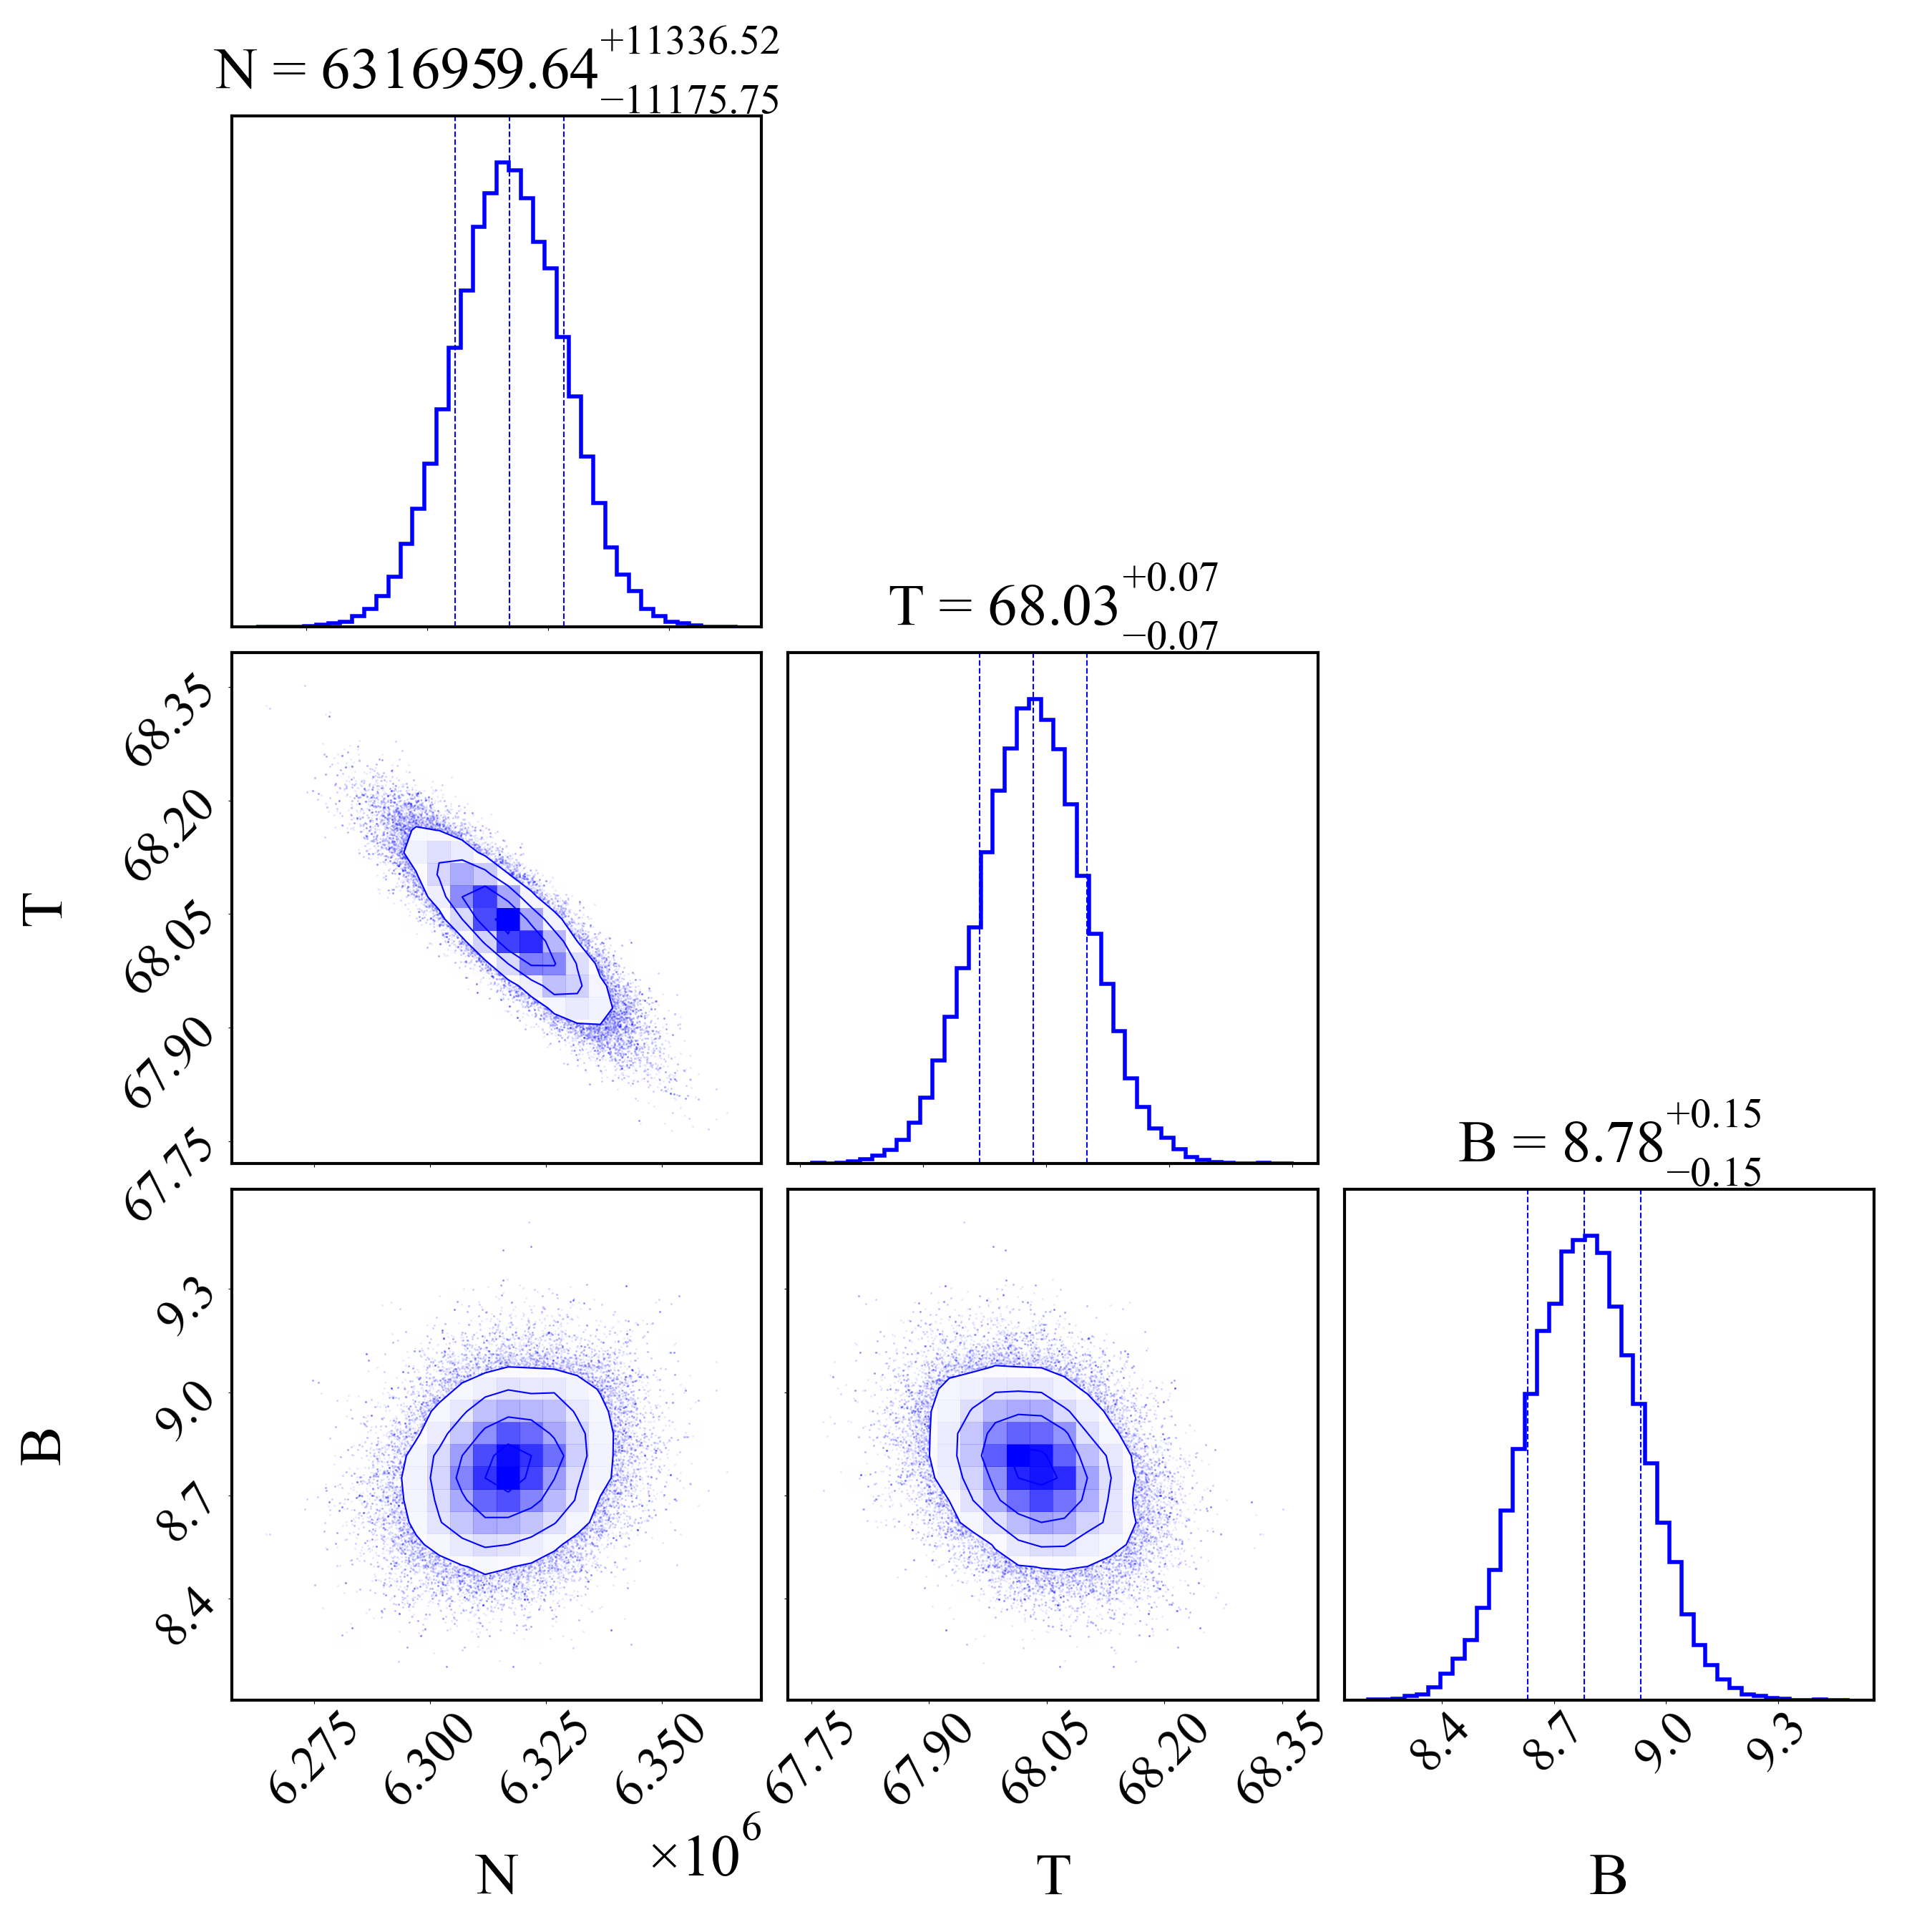 N = 6316959.64 +11336.52 −11175.75
T = 68.03 +0.07 −0.07
68.35
68.20
68.05
67.90
67.75
T
B = 8.78 +0.15 −0.15
9.3
9.0
8.7
8.4
B
6.275 6.300 6.325 6.350 67.75 67.90 68.05 68.20 68.35 8.4 8.7 9.0 9.3
×10⁶
N T B